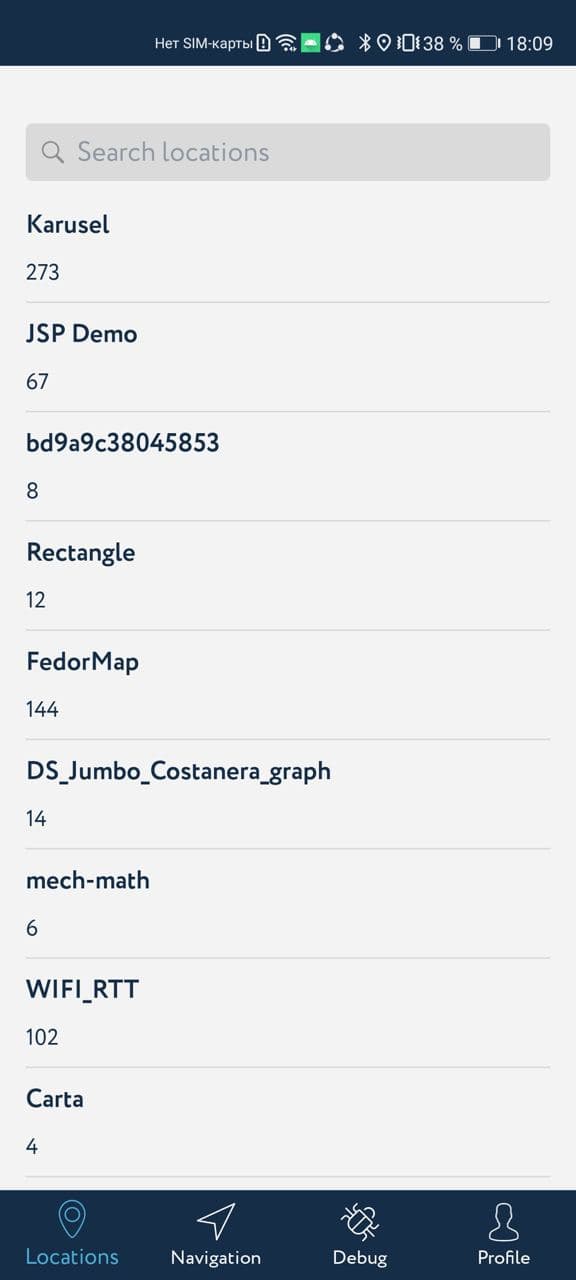 Нет SIM-карты 38 % 18:09
Search locations
Karusel
273
JSP Demo
67
bd9a9c38045853
8
Rectangle
12
FedorMap
144
DS_Jumbo_Costanera_graph
14
mech-math
6
WIFI_RTT
102
Carta
4
Locations Navigation Debug Profile